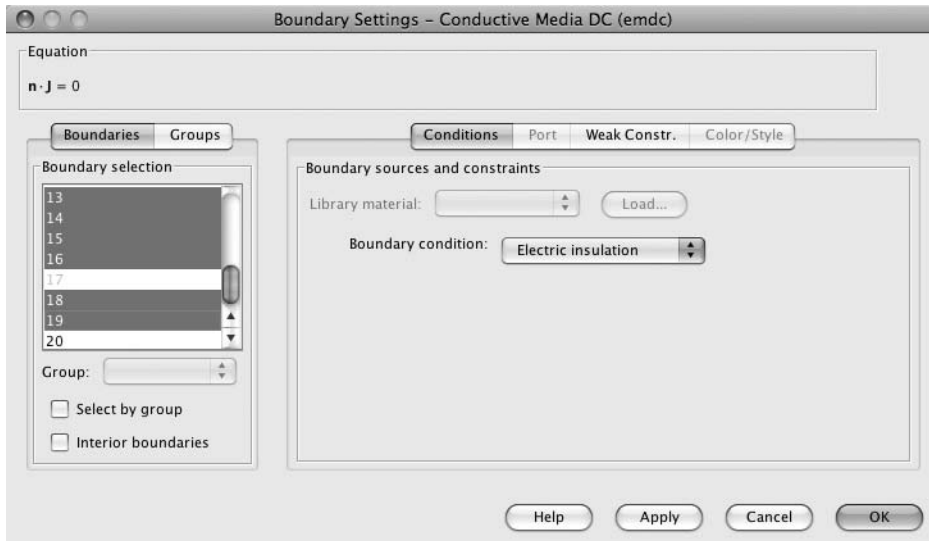 Boundary Settings – Conductive Media DC (emdc)
Equation
n · J = 0
Boundaries Groups
Conditions Port Weak Constr. Color/Style
Boundary selection
13
14
15
16
17
18
19
20
Group:
Select by group
Interior boundaries
Boundary sources and constraints
Library material: Load...
Boundary condition: Electric insulation
Help Apply Cancel OK